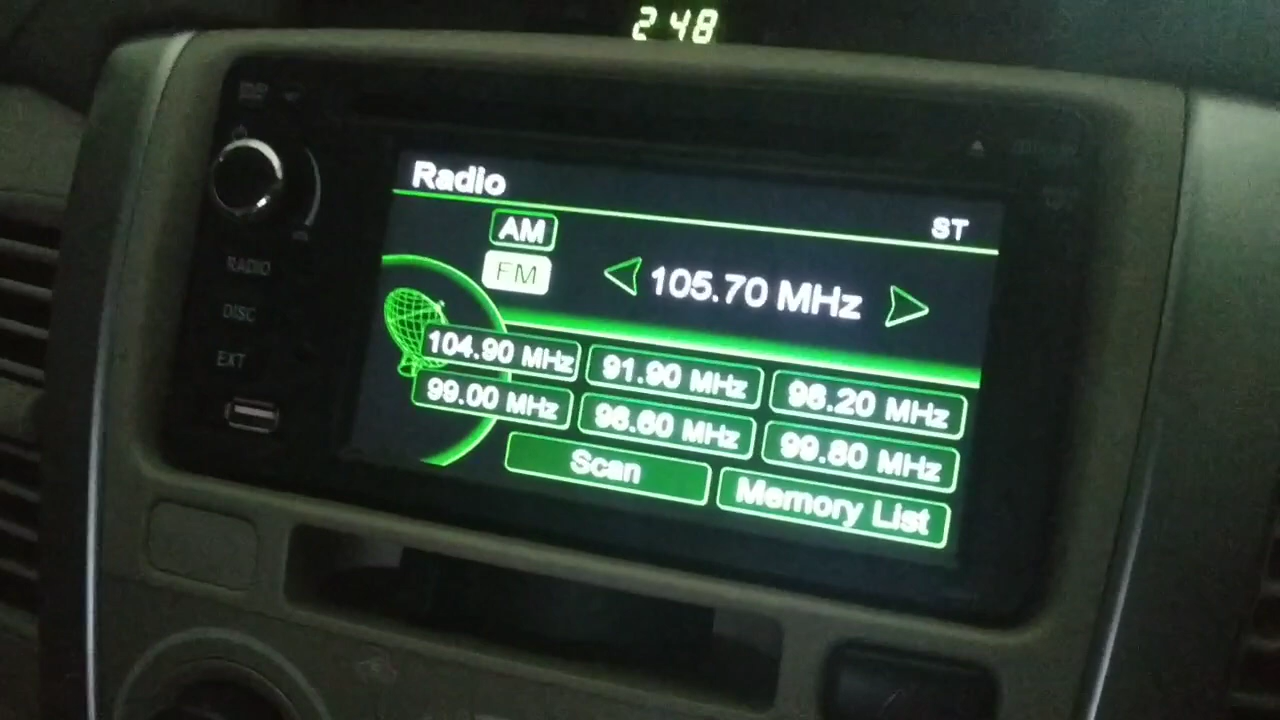 2:48
Radio
ST
AM
FM
105.70 MHz
104.90 MHz
91.90 MHz
98.20 MHz
99.00 MHz
96.60 MHz
99.80 MHz
Scan
Memory List
RADIO
DISC
EXT